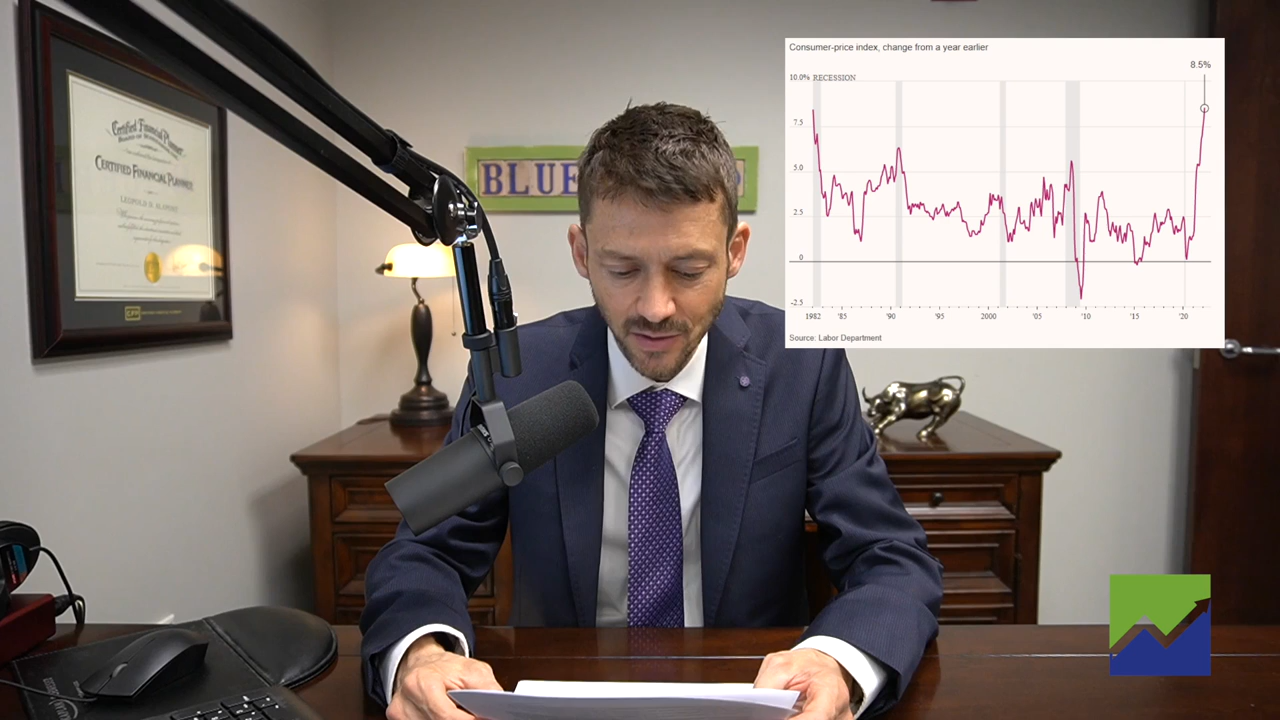 Certified Financial Planner
CERTIFIED FINANCIAL PLANNER
CFP
BLUE
Consumer-price index, change from a year earlier
8.5%
10.0% RECESSION
7.5
5.0
2.5
0
-2.5
1982 '85 '90 '95 2000 '05 '10 '15 '20
Source: Labor Department